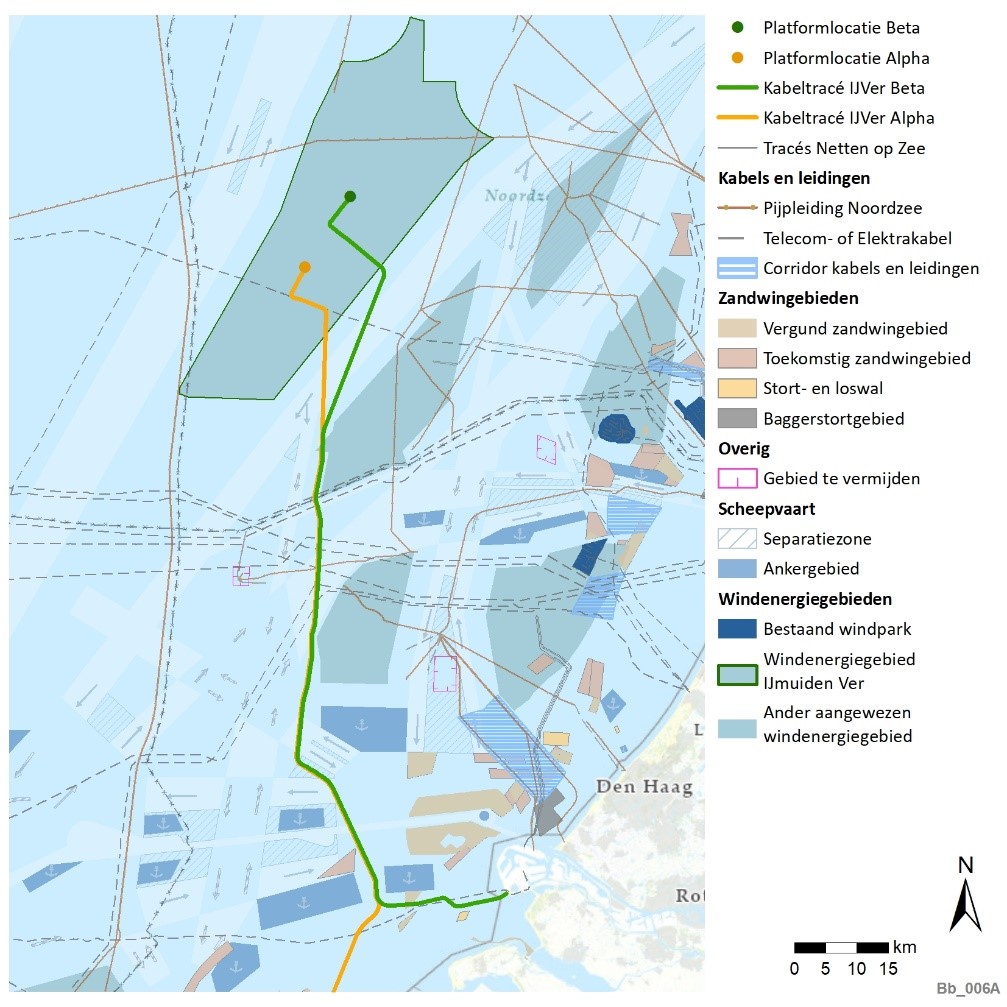 Platformlocatie Beta
Platformlocatie Alpha
Kabeltracé IJVer Beta
Kabeltracé IJVer Alpha
Tracés Netten op Zee
Kabels en leidingen
Pijpleiding Noordzee
Telecom- of Elektrakabel
Corridor kabels en leidingen
Zandwingebieden
Vergund zandwingebied
Toekomstig zandwingebied
Stort- en loswal
Baggerstortgebied
Overig
Gebied te vermijden
Scheepvaart
Separatiezone
Ankergebied
Windenergiegebieden
Bestaand windpark
Windenergiegebied
IJmuiden Ver
Ander aangewezen
windenergiegebied
Noordz
L
Den Haag
Rot
N
km
0 5 10 15
Bb_006A